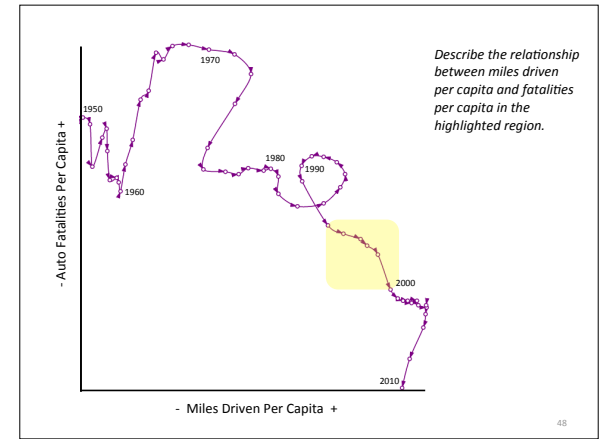 Describe the relationship
between miles driven
per capita and fatalities
per capita in the
highlighted region.
1970
1950
1980
1990
1960
- Auto Fatalities Per Capita +
2000
2010
- Miles Driven Per Capita +
48